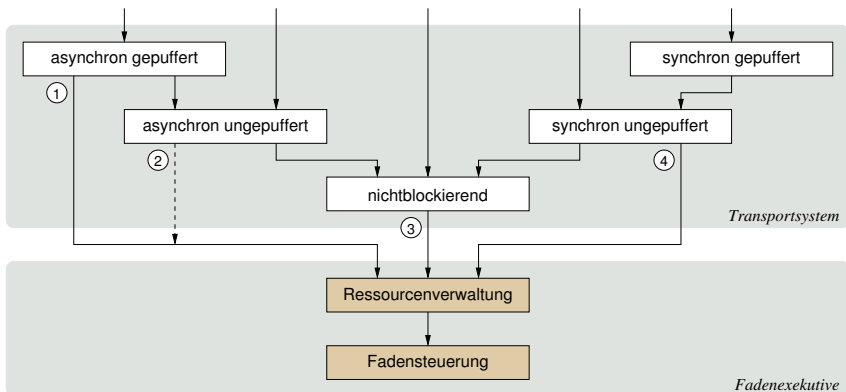 asynchron gepuffert
synchron gepuffert
1
asynchron ungepuffert
synchron ungepuffert
2
4
nichtblockierend
Transportsystem
3
Ressourcenverwaltung
Fadensteuerung
Fadenexekutive